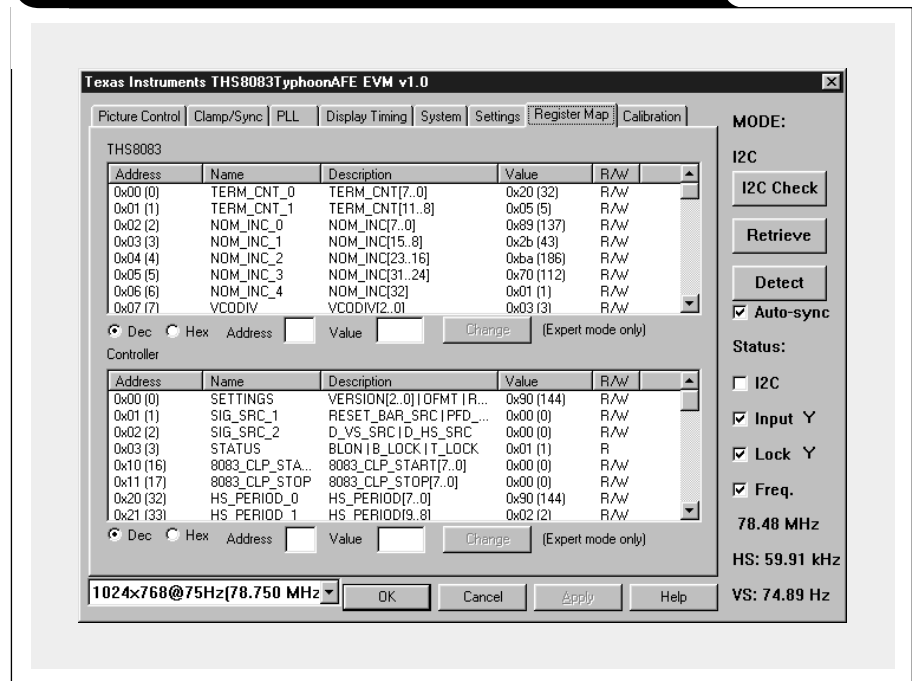 Texas Instruments THS8083TyphoonAFE EVM v1.0
Picture Control Clamp/Sync PLL Display Timing System Settings Register Map Calibration
THS8083
Address Name Description Value R/W
0x00 (0) TERM_CNT_0 TERM_CNT[7..0] 0x20 (32) R/W
0x01 (1) TERM_CNT_1 TERM_CNT[11..8] 0x05 (5) R/W
0x02 (2) NOM_INC_0 NOM_INC[7..0] 0x89 (137) R/W
0x03 (3) NOM_INC_1 NOM_INC[15..8] 0x2b (43) R/W
0x04 (4) NOM_INC_2 NOM_INC[23..16] 0xba (186) R/W
0x05 (5) NOM_INC_3 NOM_INC[31..24] 0x70 (112) R/W
0x06 (6) NOM_INC_4 NOM_INC[32] 0x01 (1) R/W
0x07 (7) VCODIV VCODIV[2..0] 0x03 (3) R/W
Dec Hex Address Value Change (Expert mode only)
Controller
Address Name Description Value R/W
0x00 (0) SETTINGS VERSION[2..0] | OFMT | R... 0x90 (144) R/W
0x01 (1) SIG_SRC_1 RESET_BAR_SRC | PFD_... 0x00 (0) R/W
0x02 (2) SIG_SRC_2 D_VS_SRC | D_HS_SRC 0x00 (0) R/W
0x03 (3) STATUS BLON | B_LOCK | T_LOCK 0x01 (1) R
0x10 (16) 8083_CLP_STA... 8083_CLP_START[7..0] 0x00 (0) R/W
0x11 (17) 8083_CLP_STOP 8083_CLP_STOP[7..0] 0x00 (0) R/W
0x20 (32) HS_PERIOD_0 HS_PERIOD[7..0] 0x90 (144) R/W
0x21 (33) HS_PERIOD_1 HS_PERIOD[9..8] 0x02 (2) R/W
Dec Hex Address Value Change (Expert mode only)
1024x768@75Hz(78.750 MHz OK Cancel Apply Help
MODE:
I2C
I2C Check
Retrieve
Detect
Auto-sync
Status:
I2C
Input Y
Lock Y
Freq.
78.48 MHz
HS: 59.91 kHz
VS: 74.89 Hz